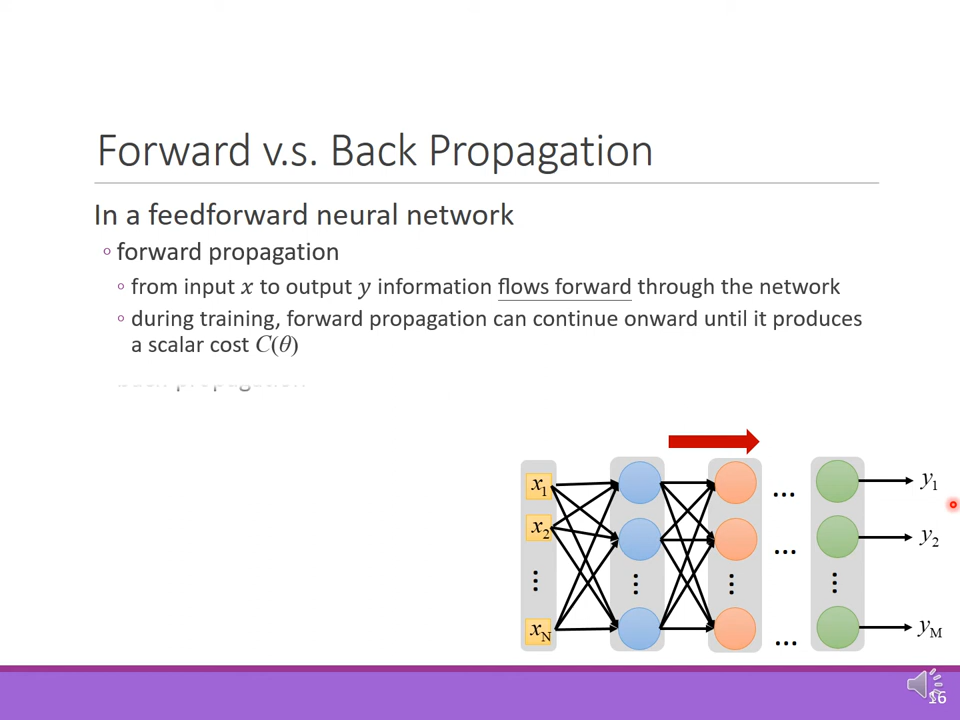 Forward v.s. Back Propagation
In a feedforward neural network
◦ forward propagation
◦ from input x to output y information flows forward through the network
◦ during training, forward propagation can continue onward until it produces
a scalar cost C(θ)
back propagation
x1 ... y1
x2 ... y2
⋮ ⋮ ⋮ ⋮
xN ... yM
16